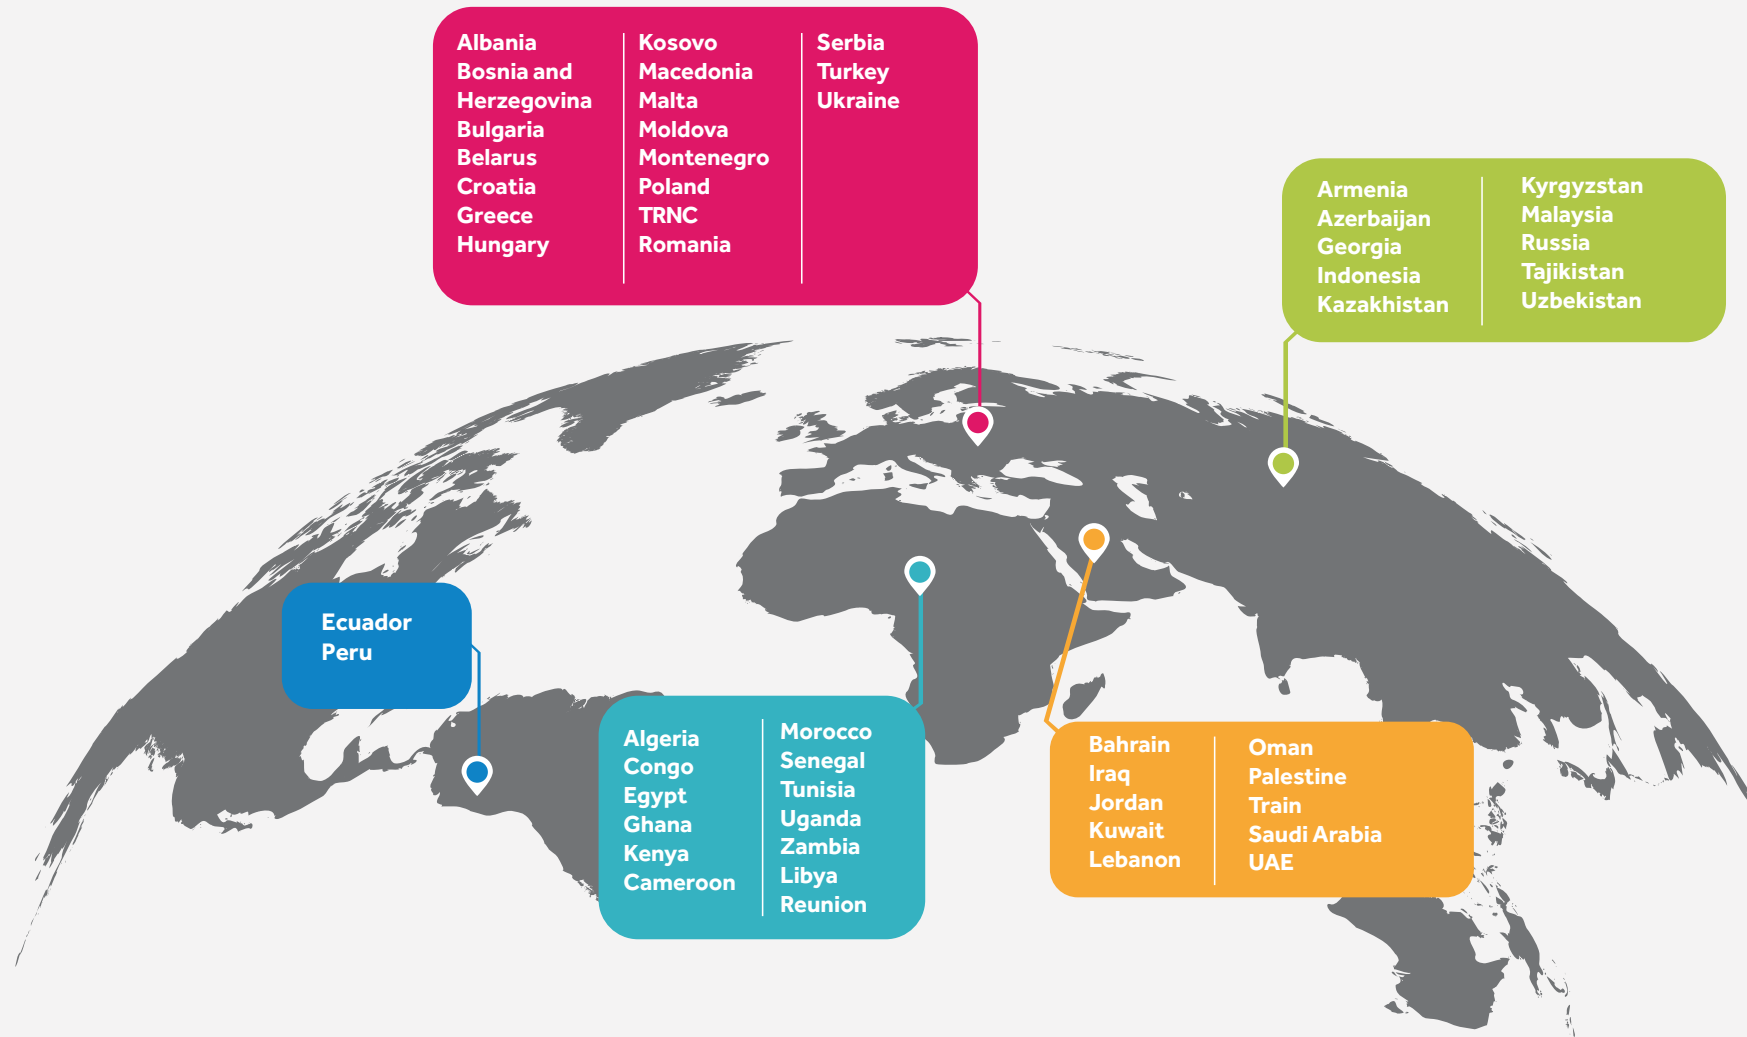 Albania
Bosnia and
Herzegovina
Bulgaria
Belarus
Croatia
Greece
Hungary
Kosovo
Macedonia
Malta
Moldova
Montenegro
Poland
TRNC
Romania
Serbia
Turkey
Ukraine
Armenia
Azerbaijan
Georgia
Indonesia
Kazakhistan
Kyrgyzstan
Malaysia
Russia
Tajikistan
Uzbekistan
Ecuador
Peru
Algeria
Congo
Egypt
Ghana
Kenya
Cameroon
Morocco
Senegal
Tunisia
Uganda
Zambia
Libya
Reunion
Bahrain
Iraq
Jordan
Kuwait
Lebanon
Oman
Palestine
Train
Saudi Arabia
UAE